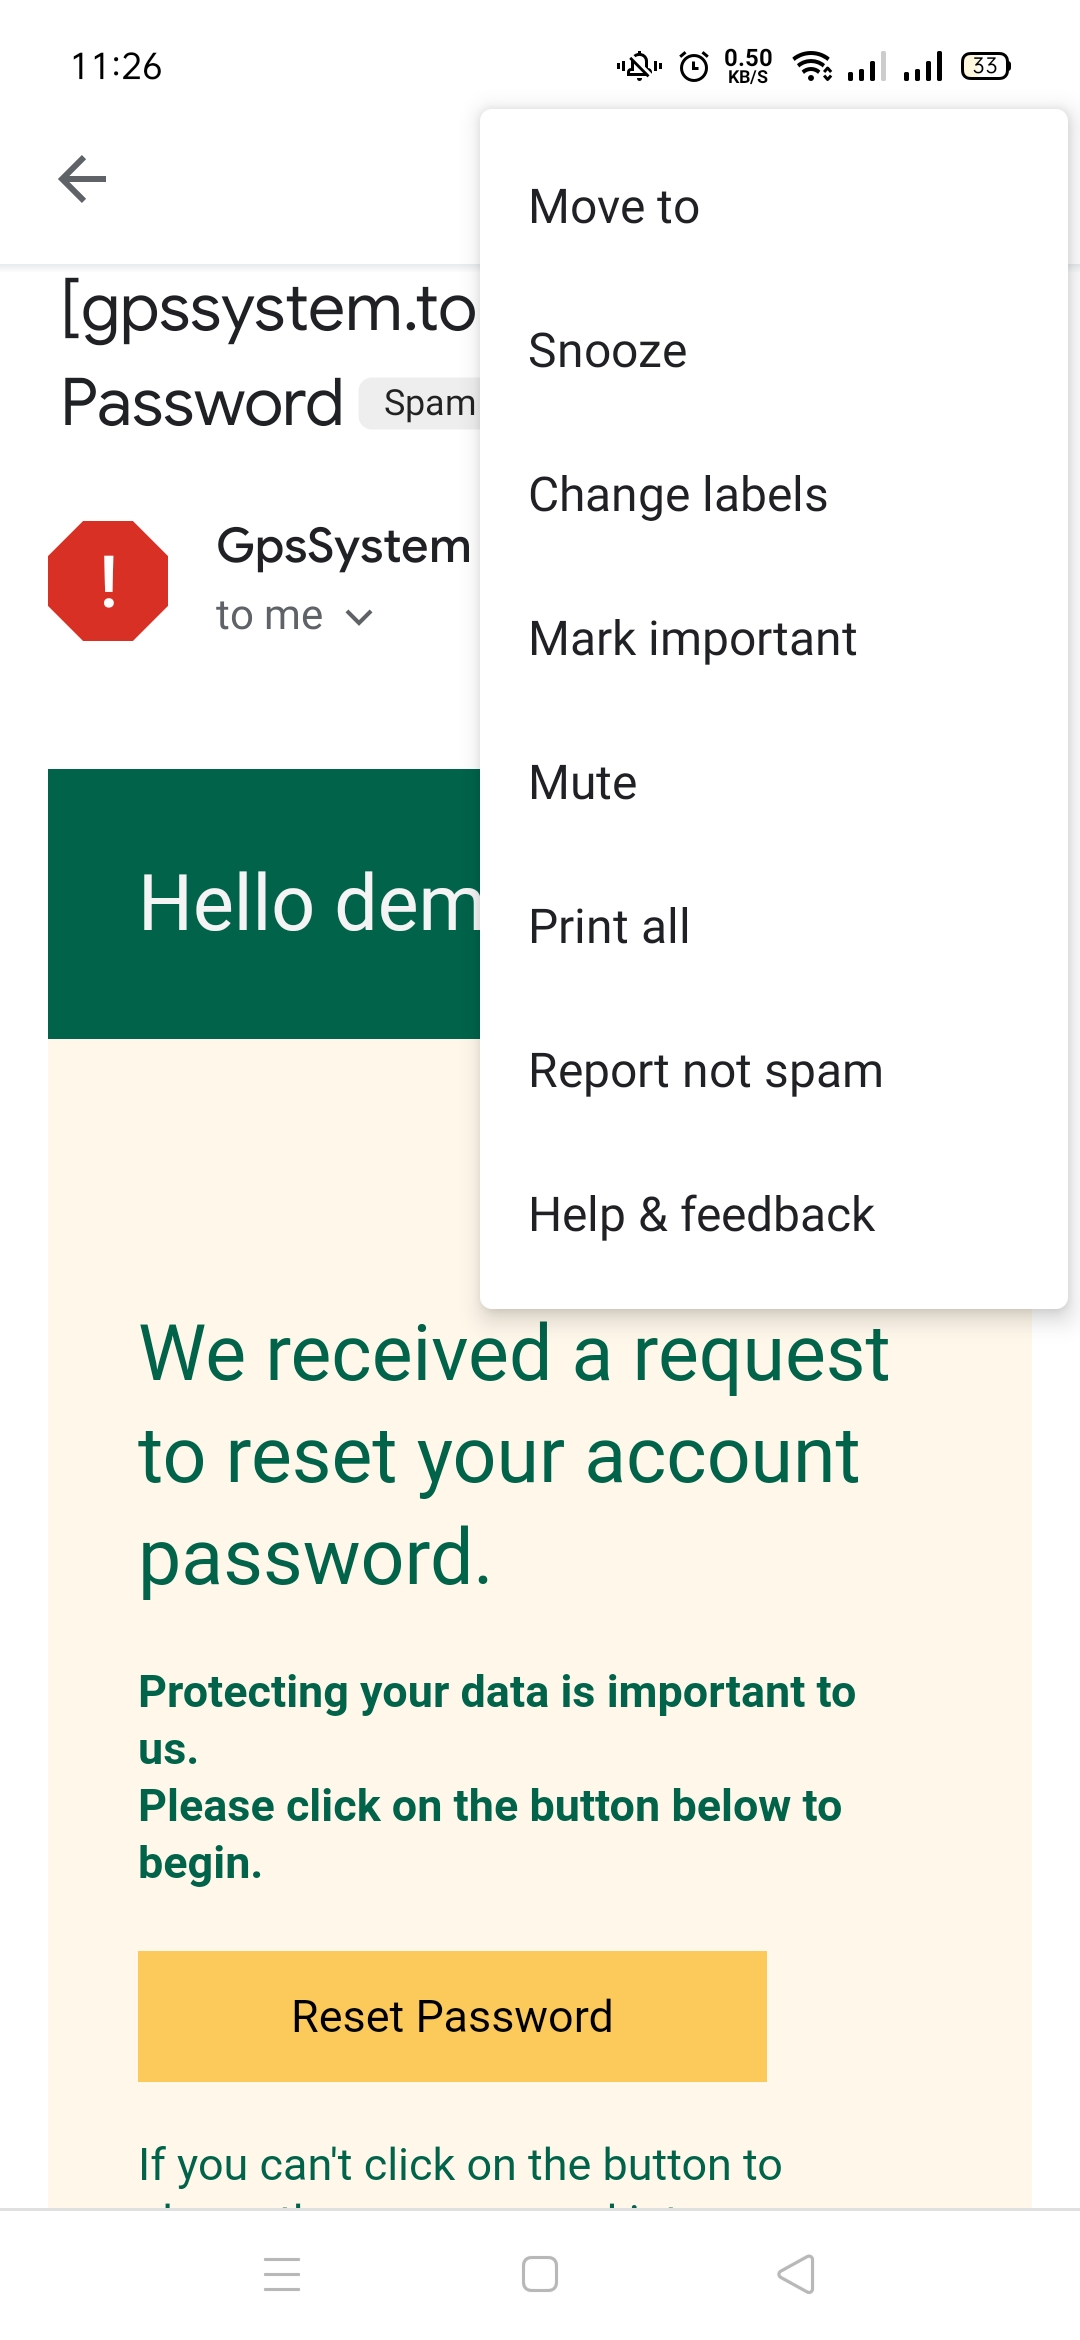 11:26
0.50
KB/S
33
Move to
Snooze
Change labels
Mark important
Mute
Print all
Report not spam
Help & feedback
[gpssystem.to
Password Spam
!
GpsSystem
to me
Hello dem
We received a request
to reset your account
password.
Protecting your data is important to
us.
Please click on the button below to
begin.
Reset Password
If you can't click on the button to